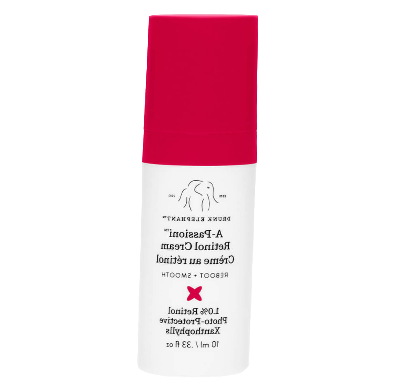 DRUNK ELEPHANT™
A-Passioni™
Retinol Cream
Crème au rétinol
REBOOT + SMOOTH
1.0% Retinol
Photo-Protective
Xanthophylls
10 ml / .33 fl oz